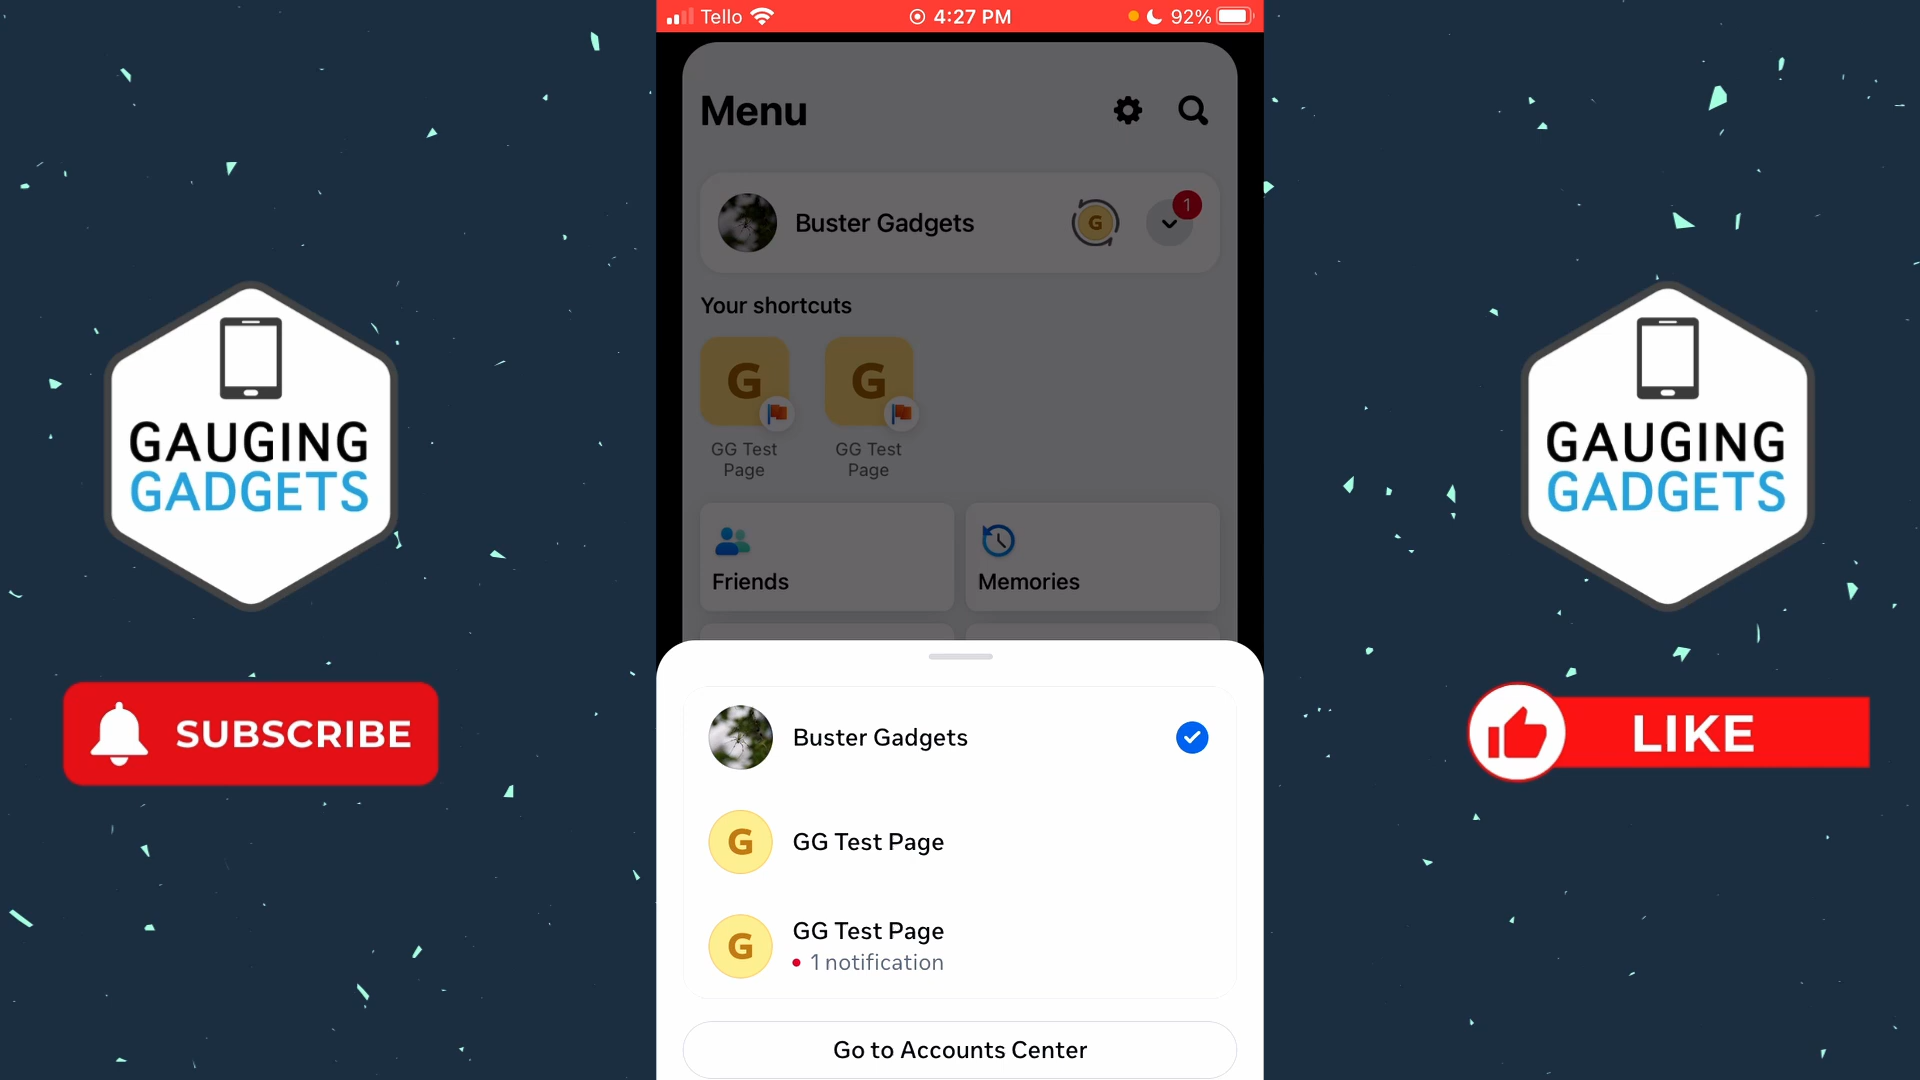 Tello
4:27 PM
92%
Menu
Buster Gadgets
G
1
Your shortcuts
G
G
GG Test
Page
GG Test
Page
Friends
Memories
Buster Gadgets
G
GG Test Page
G
GG Test Page
1 notification
Go to Accounts Center
GAUGING
GADGETS
SUBSCRIBE
GAUGING
GADGETS
LIKE